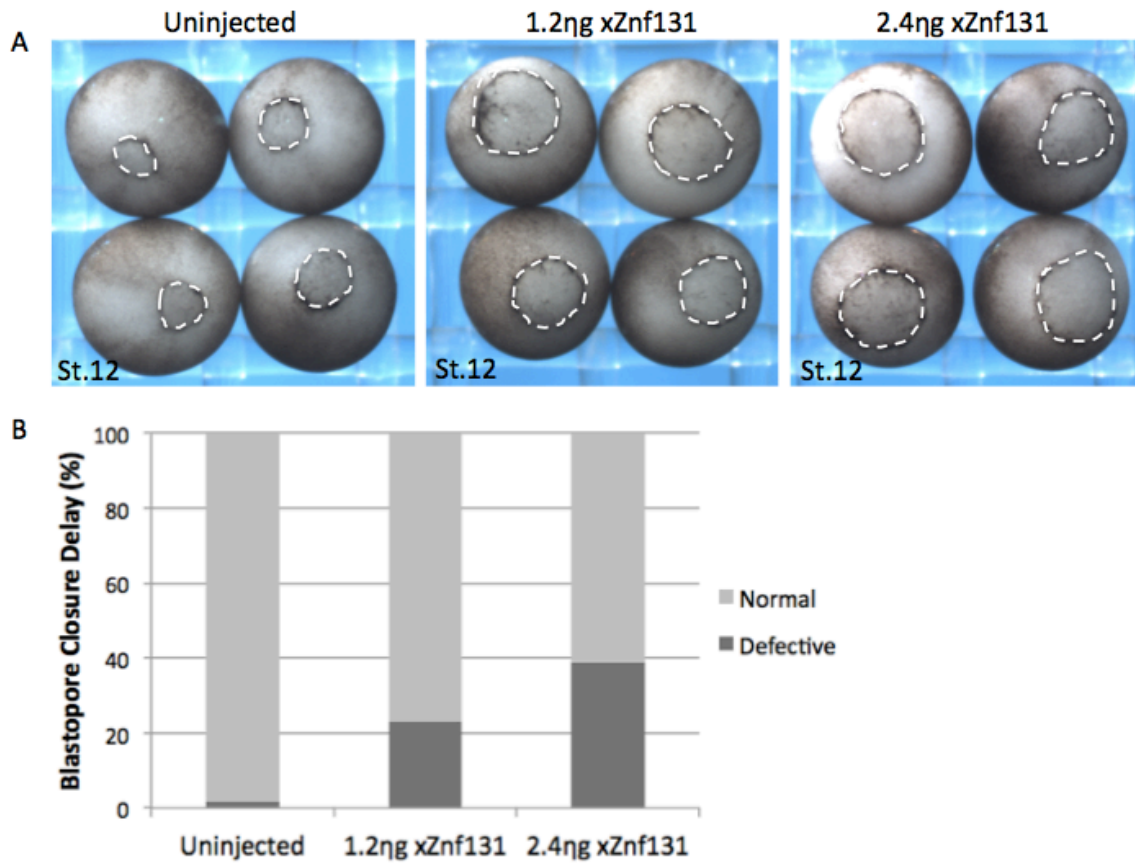 A
Uninjected
1.2ηg xZnf131
2.4ηg xZnf131
St.12
St.12
St.12
B
Blastopore Closure Delay (%)
100
80
60
40
20
0
Normal
Defective
Uninjected
1.2ηg xZnf131
2.4ηg xZnf131